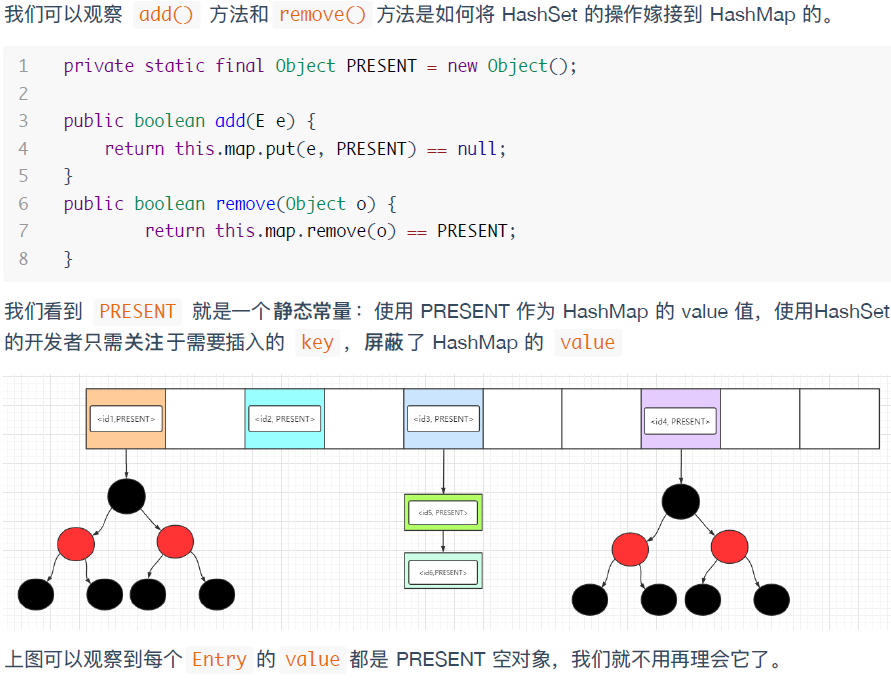 我们可以观察 add() 方法和 remove() 方法是如何将 HashSet 的操作嫁接到 HashMap 的。
1 private static final Object PRESENT = new Object();
2
3 public boolean add(E e) {
4 return this.map.put(e, PRESENT) == null;
5 }
6 public boolean remove(Object o) {
7 return this.map.remove(o) == PRESENT;
8 }
我们看到 PRESENT 就是一个静态常量：使用 PRESENT 作为 HashMap 的 value 值，使用HashSet
的开发者只需关注于需要插入的 key，屏蔽了 HashMap 的 value
<id1,PRESENT> <id2, PRESENT> <id3, PRESENT> <id4, PRESENT>
<id5, PRESENT>
<id6,PRESENT>
上图可以观察到每个 Entry 的 value 都是 PRESENT 空对象，我们就不用再理会它了。